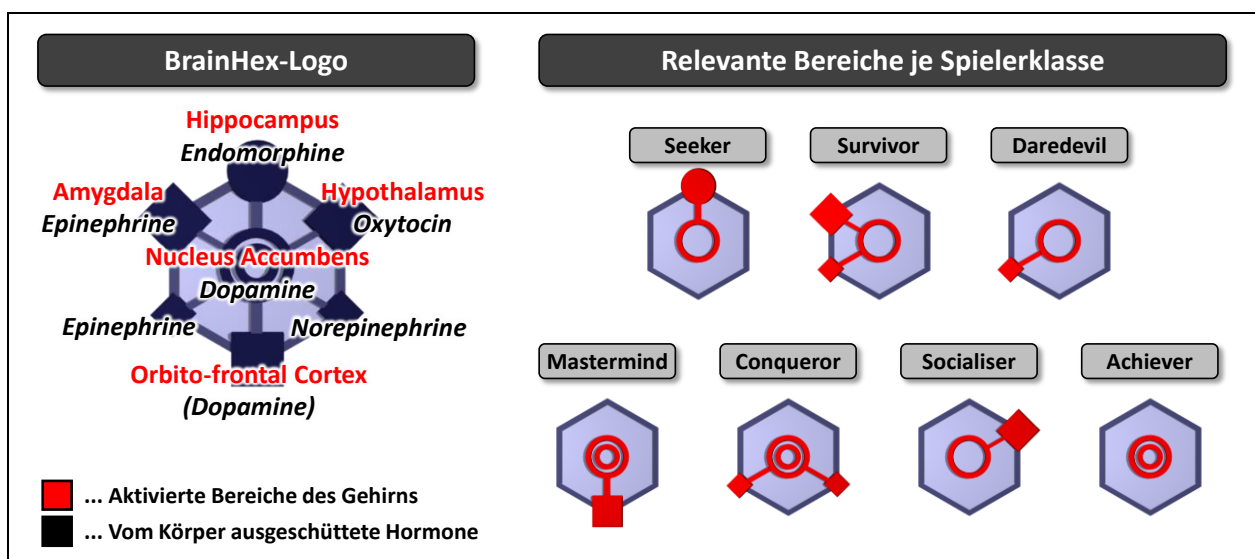 BrainHex-Logo
Hippocampus
Endomorphine
Amygdala
Hypothalamus
Epinephrine
Oxytocin
Nucleus Accumbens
Dopamine
Epinephrine
Norepinephrine
Orbito-frontal Cortex
(Dopamine)
... Aktivierte Bereiche des Gehirns
... Vom Körper ausgeschüttete Hormone
Relevante Bereiche je Spielerklasse
Seeker
Survivor
Daredevil
Mastermind
Conqueror
Socialiser
Achiever